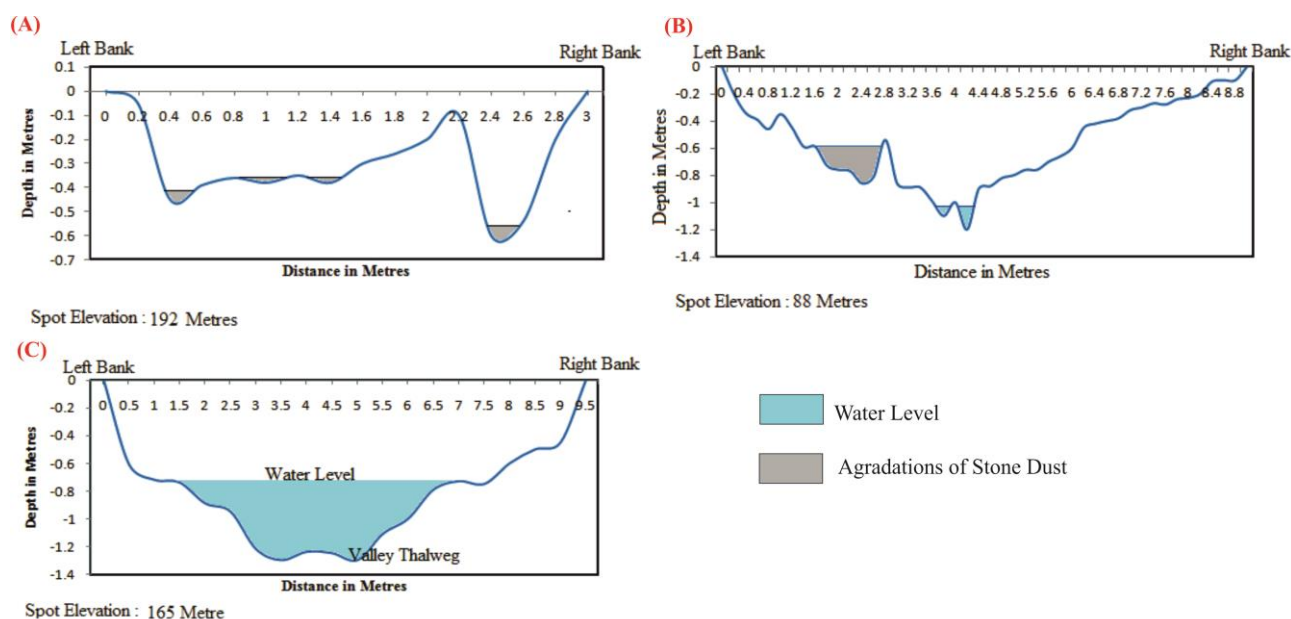 (A)
Left Bank
Right Bank
0.1
0
-0.1
-0.2
-0.3
-0.4
-0.5
-0.6
-0.7
0 0.2 0.4 0.6 0.8 1 1.2 1.4 1.6 1.8 2 2.2 2.4 2.6 2.8 3
Depth in Metres
Distance in Metres
Spot Elevation : 192 Metres
(B)
Left Bank
Right Bank
0
-0.2
-0.4
-0.6
-0.8
-1
-1.2
-1.4
0 0.4 0.8 1.2 1.6 2 2.4 2.8 3.2 3.6 4 4.4 4.8 5.2 5.6 6 6.4 6.8 7.2 7.6 8 8.4 8.8
Depth in Metres
Distance in Metres
Spot Elevation : 88 Metres
(C)
Left Bank
Right Bank
0
-0.2
-0.4
-0.6
-0.8
-1
-1.2
-1.4
0 0.5 1 1.5 2 2.5 3 3.5 4 4.5 5 5.5 6 6.5 7 7.5 8 8.5 9 9.5
Depth in Metres
Water Level
Valley Thalweg
Distance in Metres
Spot Elevation : 165 Metre
Water Level
Agradations of Stone Dust